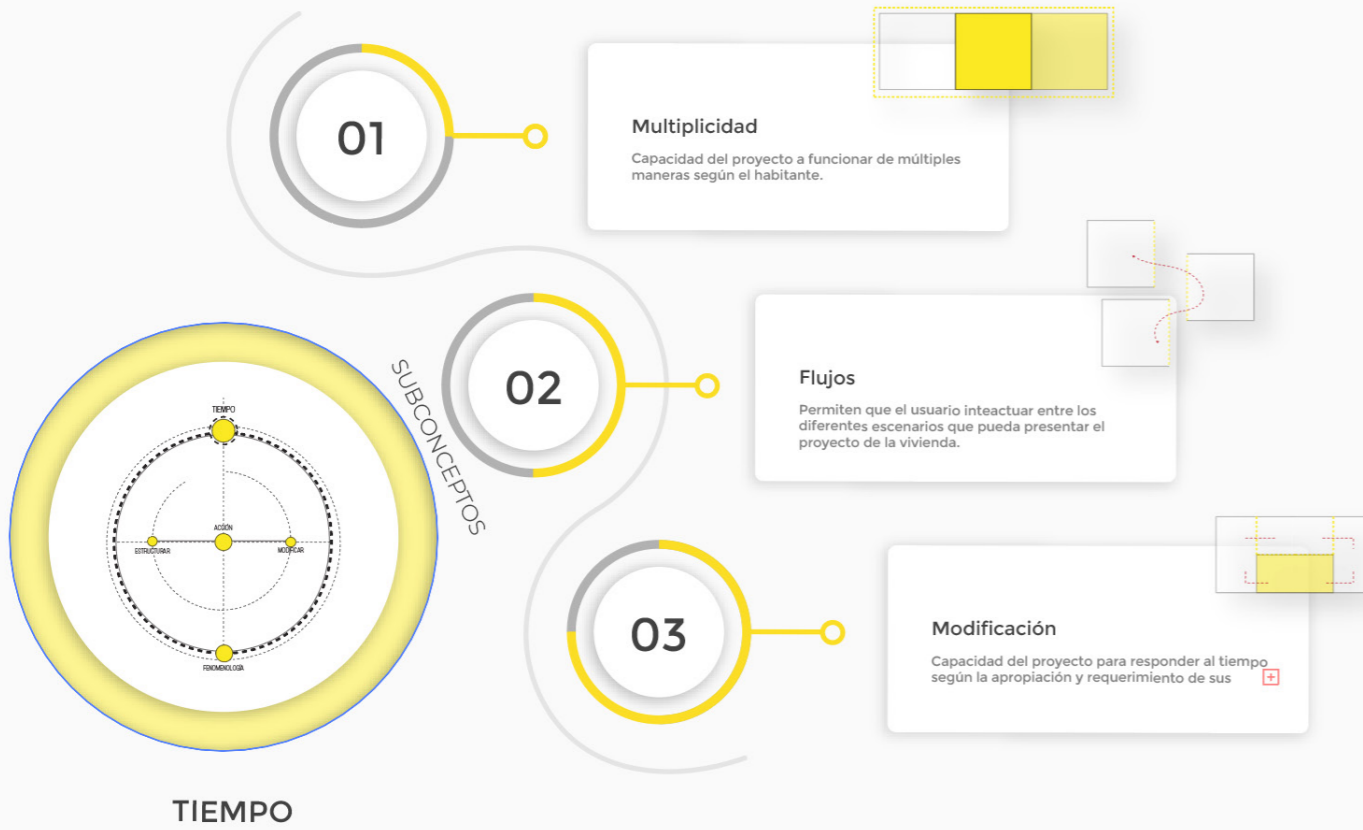 01
Multiplicidad
Capacidad del proyecto a funcionar de múltiples
maneras según el habitante.
02
Flujos
Permiten que el usuario inteactuar entre los
diferentes escenarios que pueda presentar el
proyecto de la vivienda.
SUBCONCEPTOS
TIEMPO
ACCIÓN
ESTRUCTURAR
MODIFICAR
FENOMENOLOGÍA
03
Modificación
Capacidad del proyecto para responder al tiempo
según la apropiación y requerimiento de sus
TIEMPO